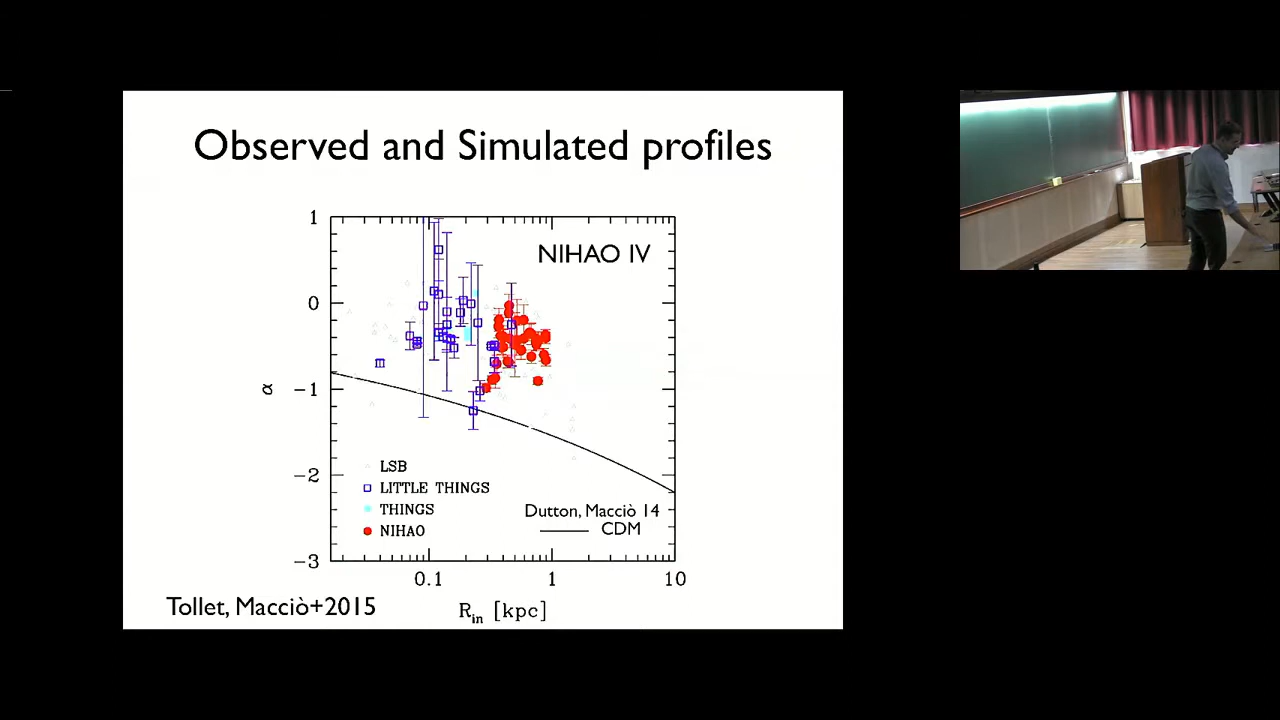 Observed and Simulated profiles
NIHAO IV
1
0
−1
−2
−3
α
LSB
LITTLE THINGS
THINGS
NIHAO
Dutton, Macciò 14
CDM
0.1
1
10
R_in [kpc]
Tollet, Macciò+2015